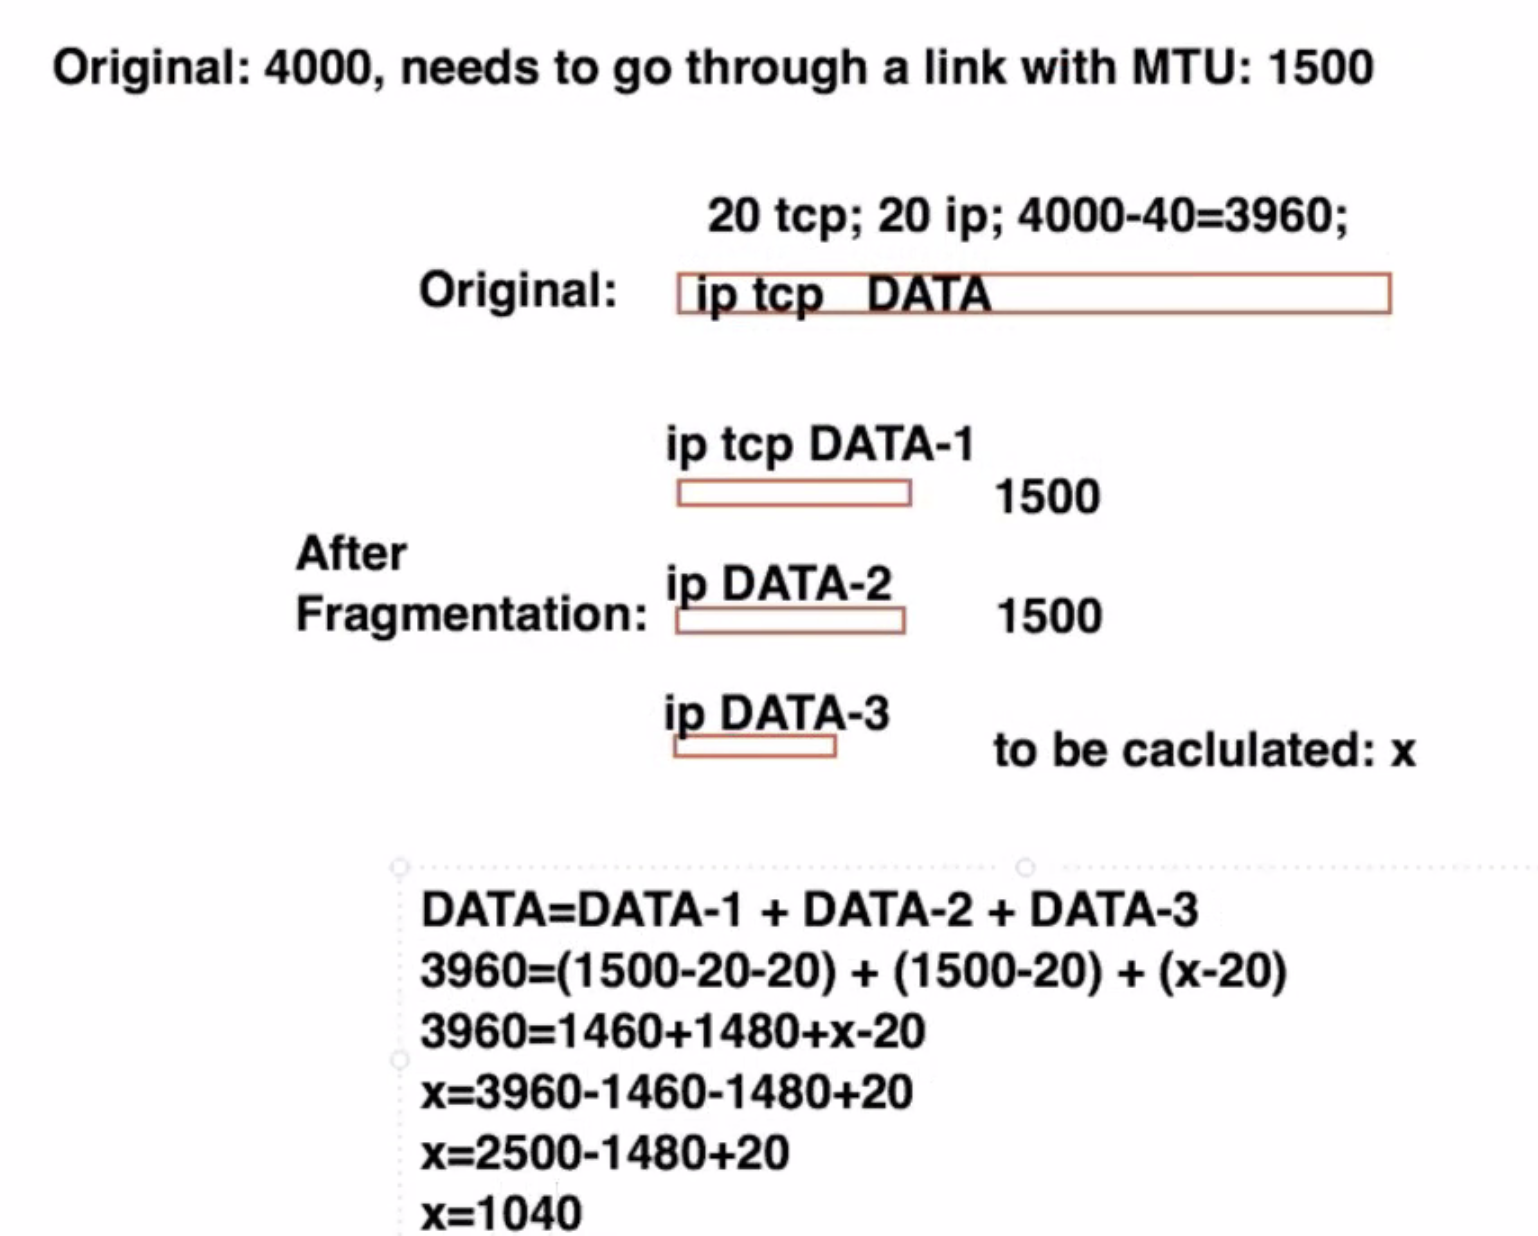 Original: 4000, needs to go through a link with MTU: 1500
20 tcp; 20 ip; 4000-40=3960;
Original:
ip tcp DATA
ip tcp DATA-1
1500
After
Fragmentation:
ip DATA-2
1500
ip DATA-3
to be caclulated: x
DATA=DATA-1 + DATA-2 + DATA-3
3960=(1500-20-20) + (1500-20) + (x-20)
3960=1460+1480+x-20
x=3960-1460-1480+20
x=2500-1480+20
x=1040